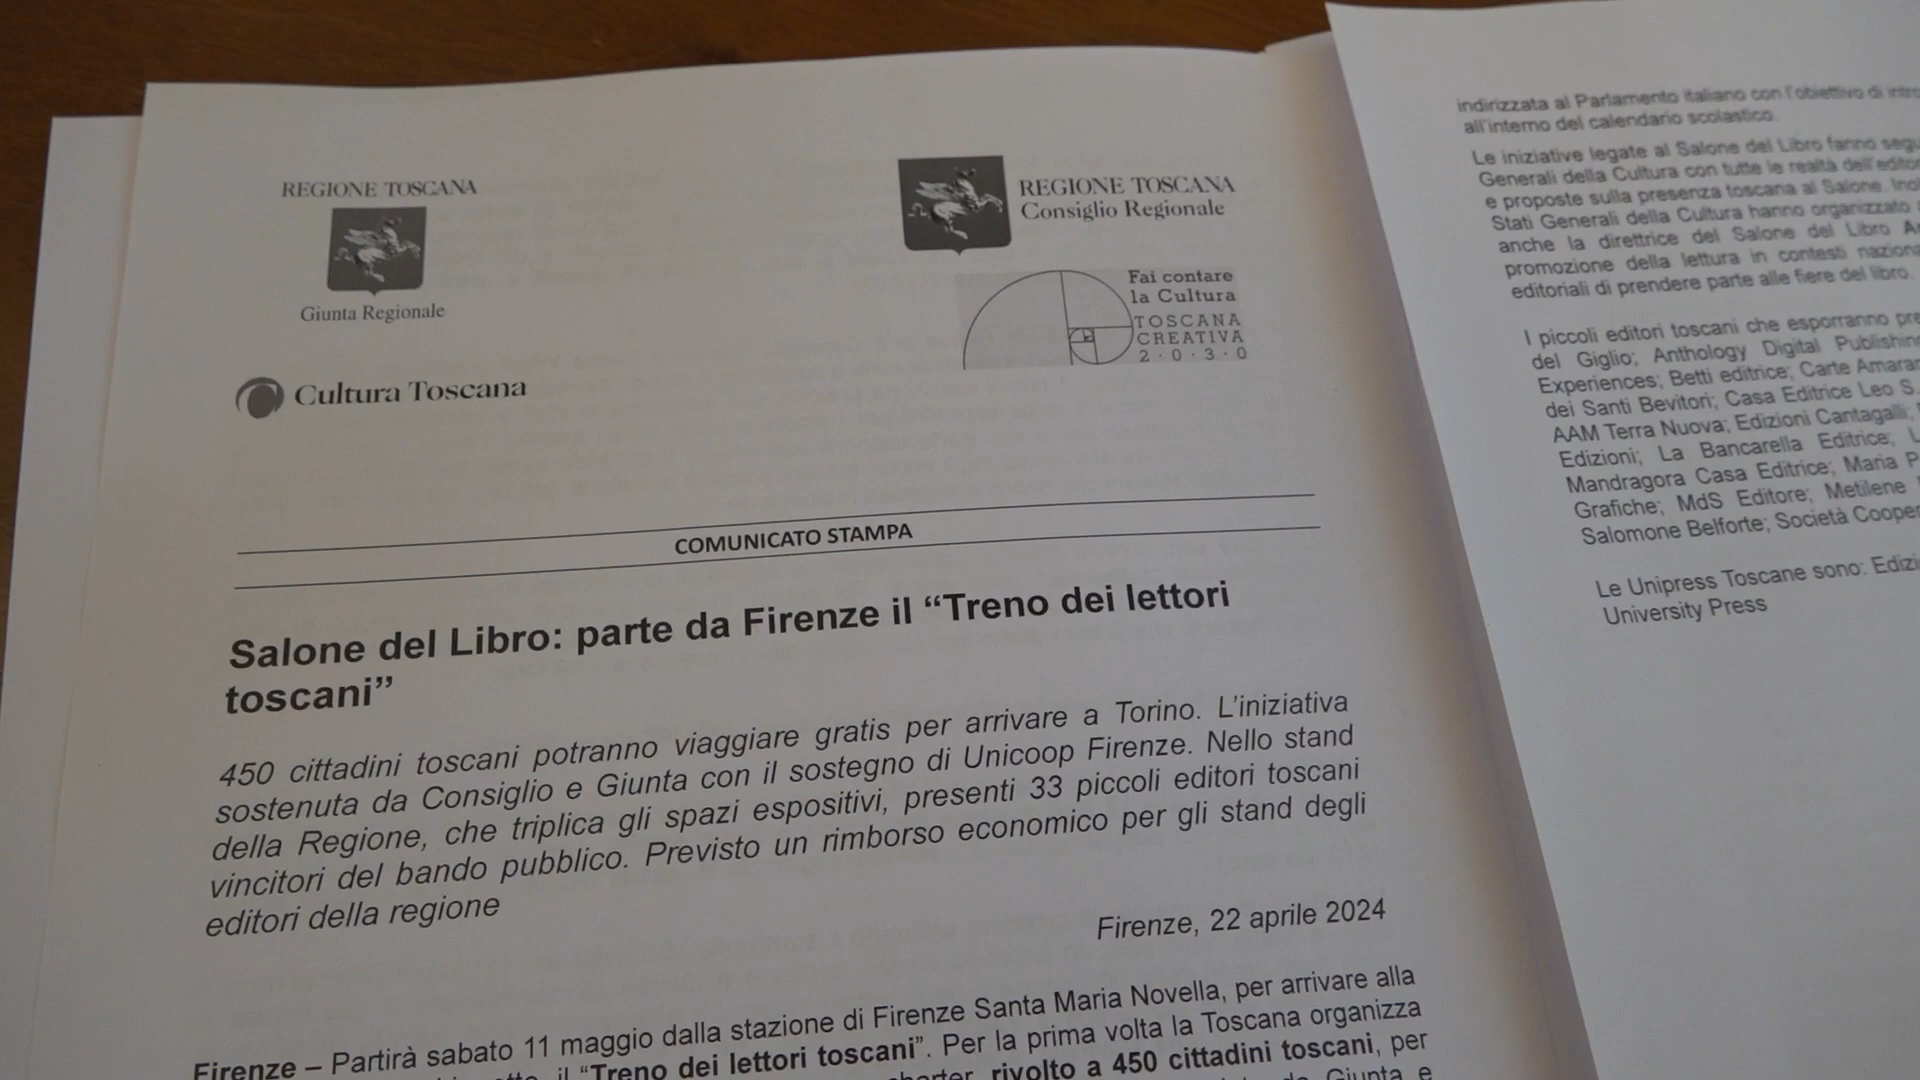 REGIONE TOSCANA
Giunta Regionale
Cultura Toscana
REGIONE TOSCANA
Consiglio Regionale
Fai contare
la Cultura
TOSCANA
CREATIVA
2·0·3·0
COMUNICATO STAMPA
Salone del Libro: parte da Firenze il “Treno dei lettori
toscani”
450 cittadini toscani potranno viaggiare gratis per arrivare a Torino. L’iniziativa
sostenuta da Consiglio e Giunta con il sostegno di Unicoop Firenze. Nello stand
della Regione, che triplica gli spazi espositivi, presenti 33 piccoli editori toscani
vincitori del bando pubblico. Previsto un rimborso economico per gli stand degli
editori della regione
Firenze, 22 aprile 2024
Firenze – Partirà sabato 11 maggio dalla stazione di Firenze Santa Maria Novella, per arrivare alla
il “Treno dei lettori toscani”. Per la prima volta la Toscana organizza
rivolto a 450 cittadini toscani, per
Giunta e
indirizzata al Parlamento italiano con l’obiettivo di
all’interno del calendario scolastico.
Le iniziative legate al Salone del Libro fanno
Generali della Cultura con tutte le realtà
e proposte sulla presenza toscana al Salone.
Stati Generali della Cultura hanno organizzato
anche la direttrice del Salone del Libro
promozione della lettura in contesti
editoriali di prendere parte alle fiere del libro.
I piccoli editori toscani che esporranno
del Giglio; Anthology Digital
Experiences; Betti editrice; Carte
dei Santi Bevitori; Casa Editrice Leo S.
AAM Terra Nuova; Edizioni Cantagalli;
Edizioni; La Bancarella Editrice;
Mandragora Casa Editrice; Maria
Grafiche; MdS Editore; Metilene
Salomone Belforte; Società
Le Unipress Toscane sono:
University Press